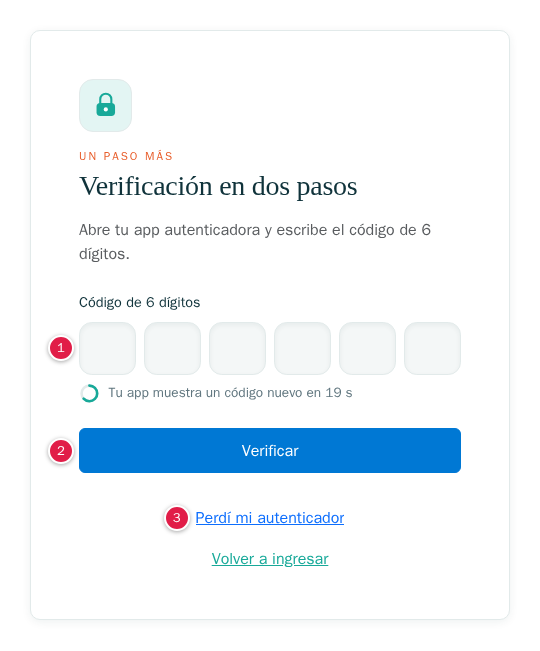 UN PASO MÁS
Verificación en dos pasos
Abre tu app autenticadora y escribe el código de 6
dígitos.
Código de 6 dígitos
1
Tu app muestra un código nuevo en 19 s
2 Verificar
3 Perdí mi autenticador
Volver a ingresar